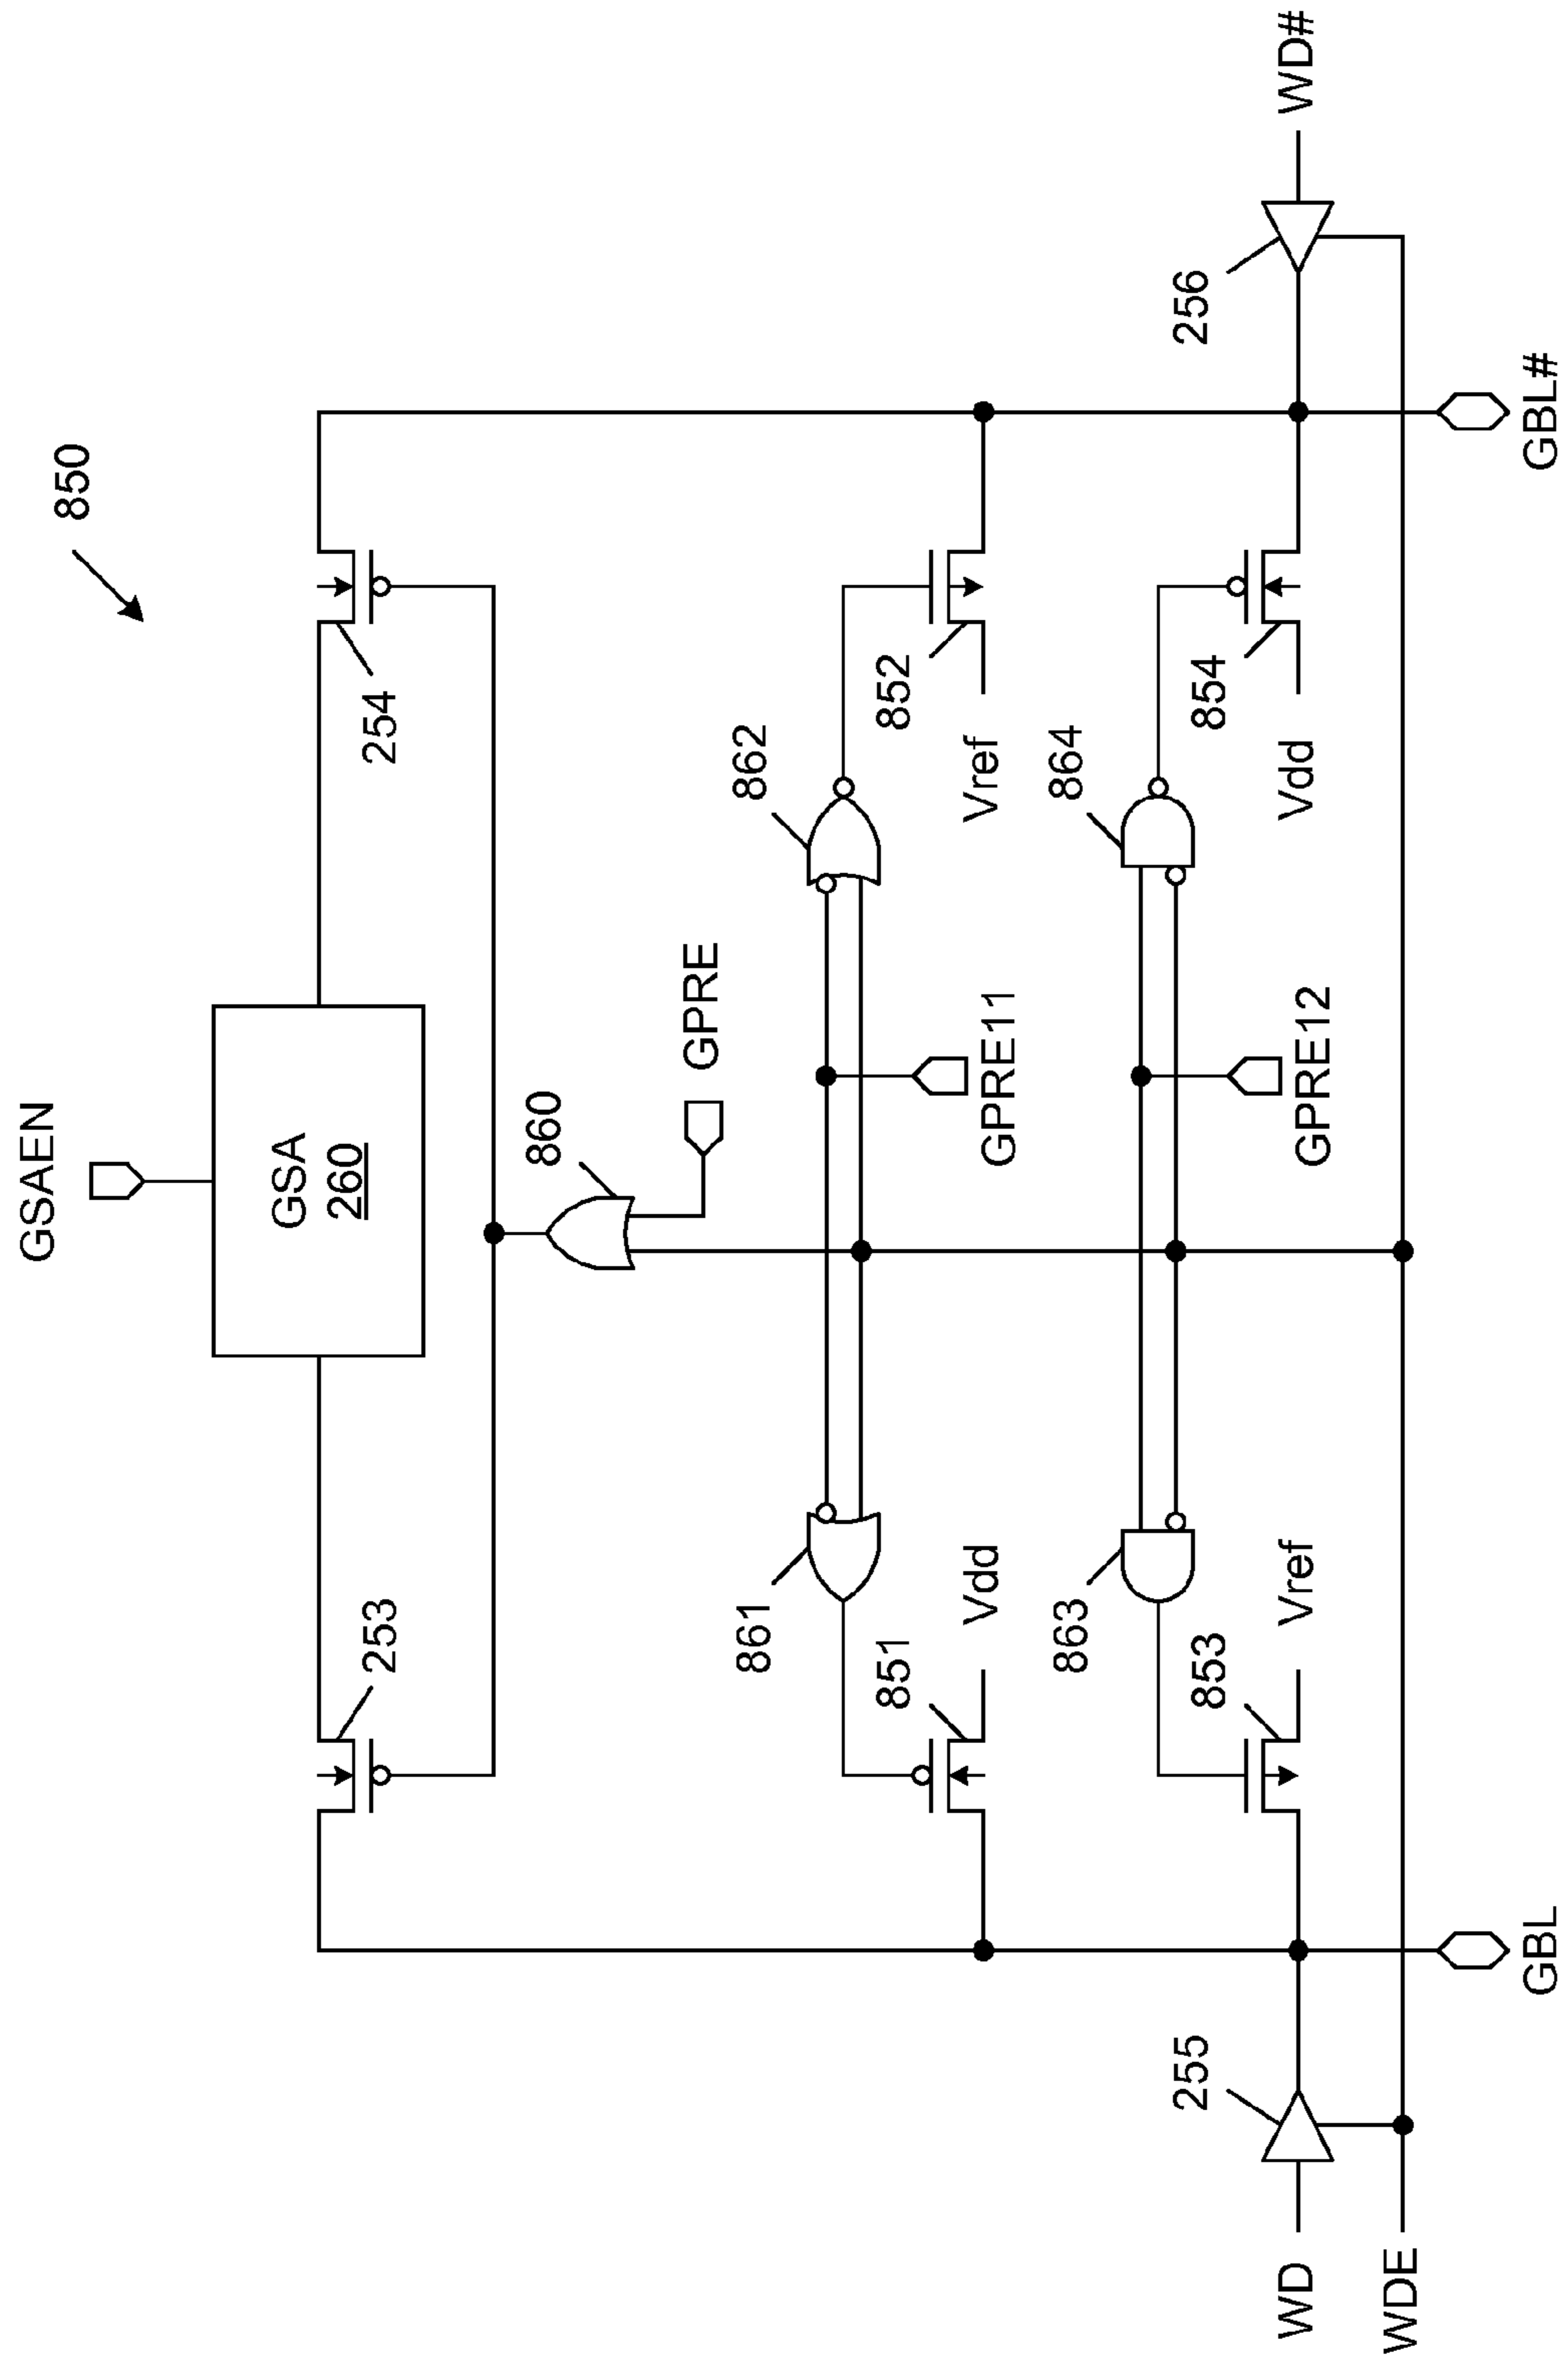 850
GSAEN
GSA
260
253
254
860
GPRE
861
862
851
Vdd
GPRE11
852
Vref
863
864
853
Vref
GPRE12
854
Vdd
255
256
WD
WD#
WDE
GBL
GBL#